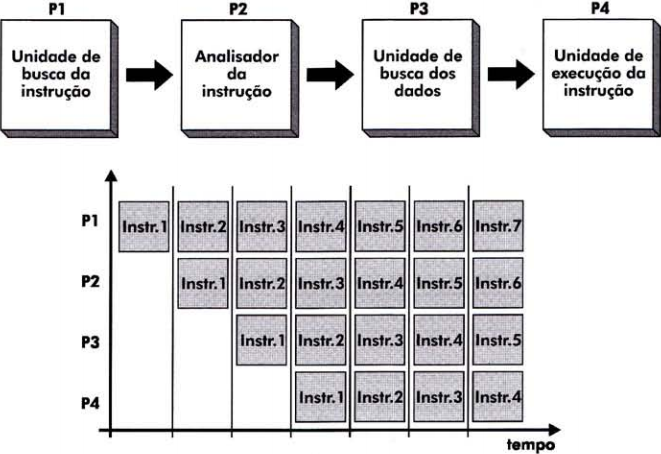 P1 P2 P3 P4
Unidade de busca da instrução
Analisador da instrução
Unidade de busca dos dados
Unidade de execução da instrução
P1 Instr.1 Instr.2 Instr.3 Instr.4 Instr.5 Instr.6 Instr.7
P2 Instr.1 Instr.2 Instr.3 Instr.4 Instr.5 Instr.6
P3 Instr.1 Instr.2 Instr.3 Instr.4 Instr.5
P4 Instr.1 Instr.2 Instr.3 Instr.4
tempo